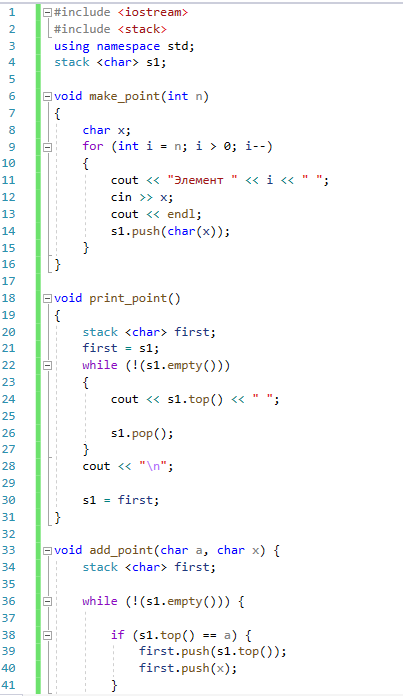 1 #include <iostream>
2 #include <stack>
3 using namespace std;
4 stack <char> s1;
5
6 void make_point(int n)
7 {
8 char x;
9 for (int i = n; i > 0; i--)
10 {
11 cout << "Элемент " << i << " ";
12 cin >> x;
13 cout << endl;
14 s1.push(char(x));
15 }
16 }
17
18 void print_point()
19 {
20 stack <char> first;
21 first = s1;
22 while (!(s1.empty()))
23 {
24 cout << s1.top() << " ";
25
26 s1.pop();
27 }
28 cout << "\n";
29
30 s1 = first;
31 }
32
33 void add_point(char a, char x) {
34 stack <char> first;
35
36 while (!(s1.empty())) {
37
38 if (s1.top() == a) {
39 first.push(s1.top());
40 first.push(x);
41 }